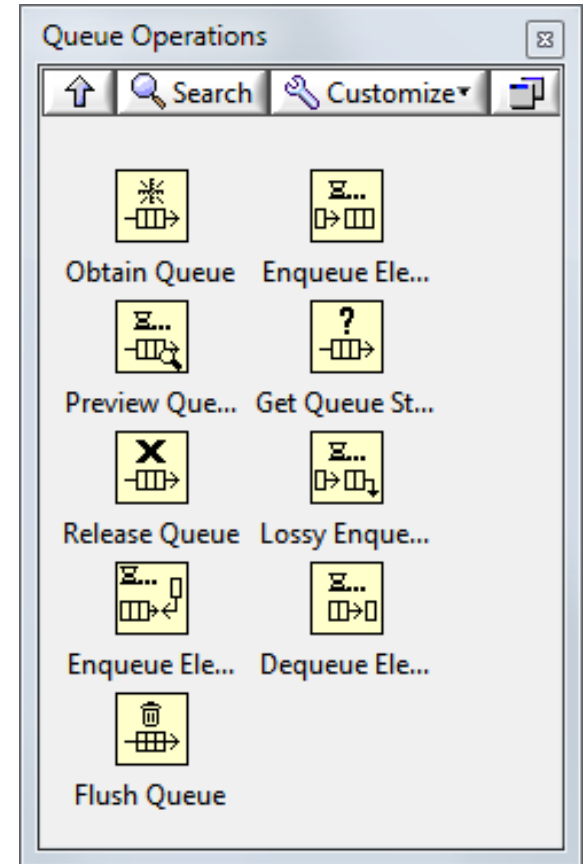 Queue Operations
Search Customize
Obtain Queue Enqueue Ele...
?
Preview Que... Get Queue St...
X
Release Queue Lossy Enque...
Enqueue Ele... Dequeue Ele...
Flush Queue